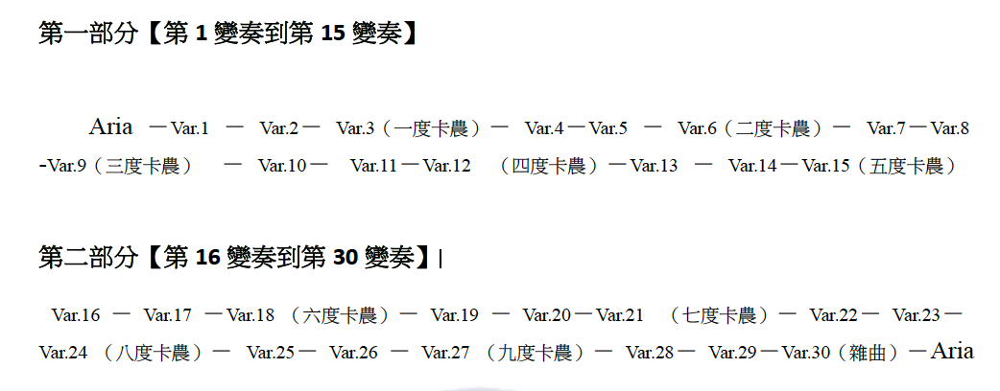 第一部分【第 1 變奏到第 15 變奏】
Aria －Var.1 － Var.2－ Var.3（一度卡農）－ Var.4－Var.5 － Var.6（二度卡農）－ Var.7－Var.8
-Var.9（三度卡農） － Var.10－ Var.11－Var.12 （四度卡農）－Var.13 － Var.14－Var.15（五度卡農）
第二部分【第 16 變奏到第 30 變奏】
Var.16 － Var.17 －Var.18 （六度卡農）－ Var.19 － Var.20－Var.21 （七度卡農）－ Var.22－ Var.23－
Var.24 （八度卡農）－ Var.25－ Var.26 － Var.27 （九度卡農）－ Var.28－ Var.29－Var.30（雜曲）－Aria